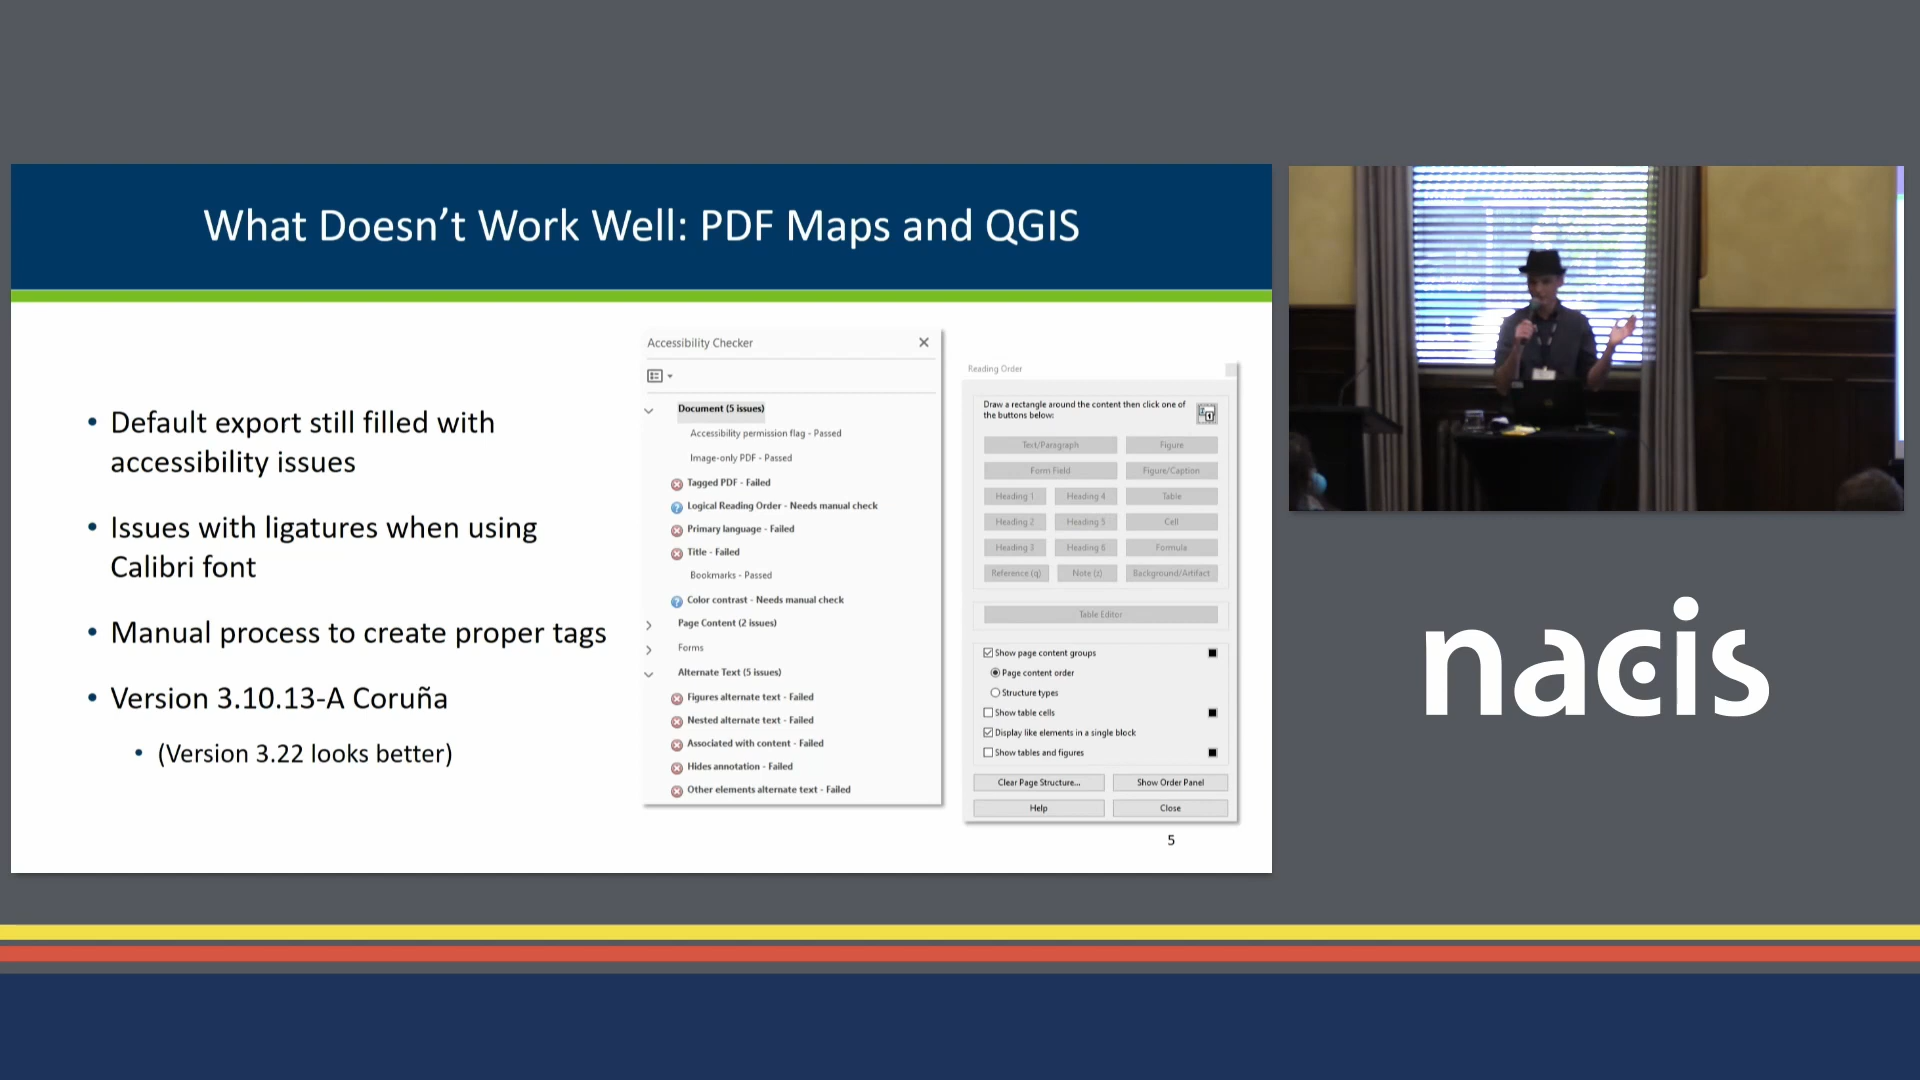 What Doesn't Work Well: PDF Maps and QGIS
• Default export still filled with
accessibility issues
• Issues with ligatures when using
Calibri font
• Manual process to create proper tags
• Version 3.10.13-A Coruña
• (Version 3.22 looks better)
Accessibility Checker
Document (5 issues)
Accessibility permission flag - Passed
Image-only PDF - Passed
Tagged PDF - Failed
Logical Reading Order - Needs manual check
Primary language - Failed
Title - Failed
Bookmarks - Passed
Color contrast - Needs manual check
Page Content (2 issues)
Forms
Alternate Text (5 issues)
Figures alternate text - Failed
Nested alternate text - Failed
Associated with content - Failed
Hides annotation - Failed
Other elements alternate text - Failed
Reading Order
Draw a rectangle around the content then click one of
the buttons below:
Text/Paragraph Figure
Form Field Figure/Caption
Heading 1 Heading 4 Table
Heading 2 Heading 5 Cell
Heading 3 Heading 6 Formula
Reference (q) Note (z) Background/Artifact
Table Editor
Show page content groups
Page content order
Structure types
Show table cells
Display like elements in a single block
Show tables and figures
Clear Page Structure... Show Order Panel
Help Close
5
nacis